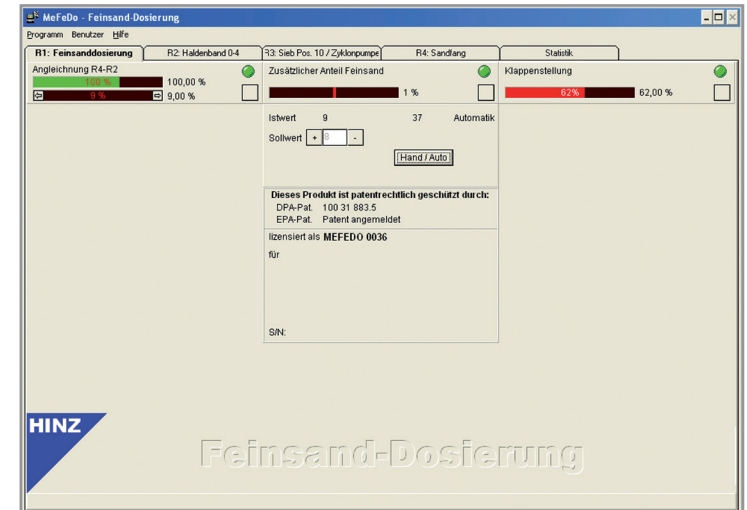 MeFeDo - Feinsand-Dosierung
Programm Benutzer Hilfe
R1: Feinsanddosierung R2: Haldenband 0-4 R3: Sieb Pos. 10 / Zyklonpumpe R4: Sandfang Statistik
Angleichnung R4-R2
100 % 100,00 %
9 % 9,00 %
Zusätzlicher Anteil Feinsand
1 %
Klappenstellung
62% 62,00 %
Istwert 9 37 Automatik
Sollwert + 8 -
Hand / Auto
Dieses Produkt ist patentrechtlich geschützt durch:
DPA-Pat. 100 31 883.5
EPA-Pat. Patent angemeldet
lizensiert als MEFEDO 0036
für
S/N:
HINZ
Feinsand-Dosierung